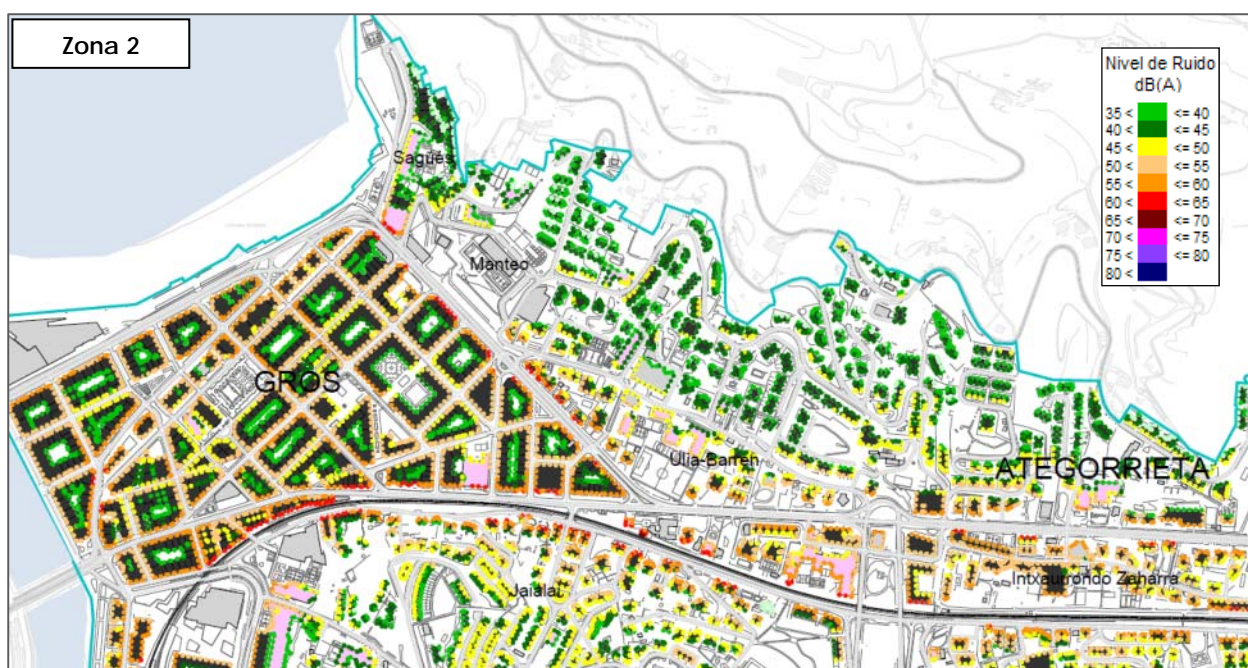 Zona 2
Nivel de Ruido
dB(A)
35 < <= 40
40 < <= 45
45 < <= 50
50 < <= 55
55 < <= 60
60 < <= 65
65 < <= 70
70 < <= 75
75 < <= 80
80 <
Sagués
Manteo
GROS
Ulia-Barren
ATEGORRIETA
Intxaurrondo Zaharra
Jaialai